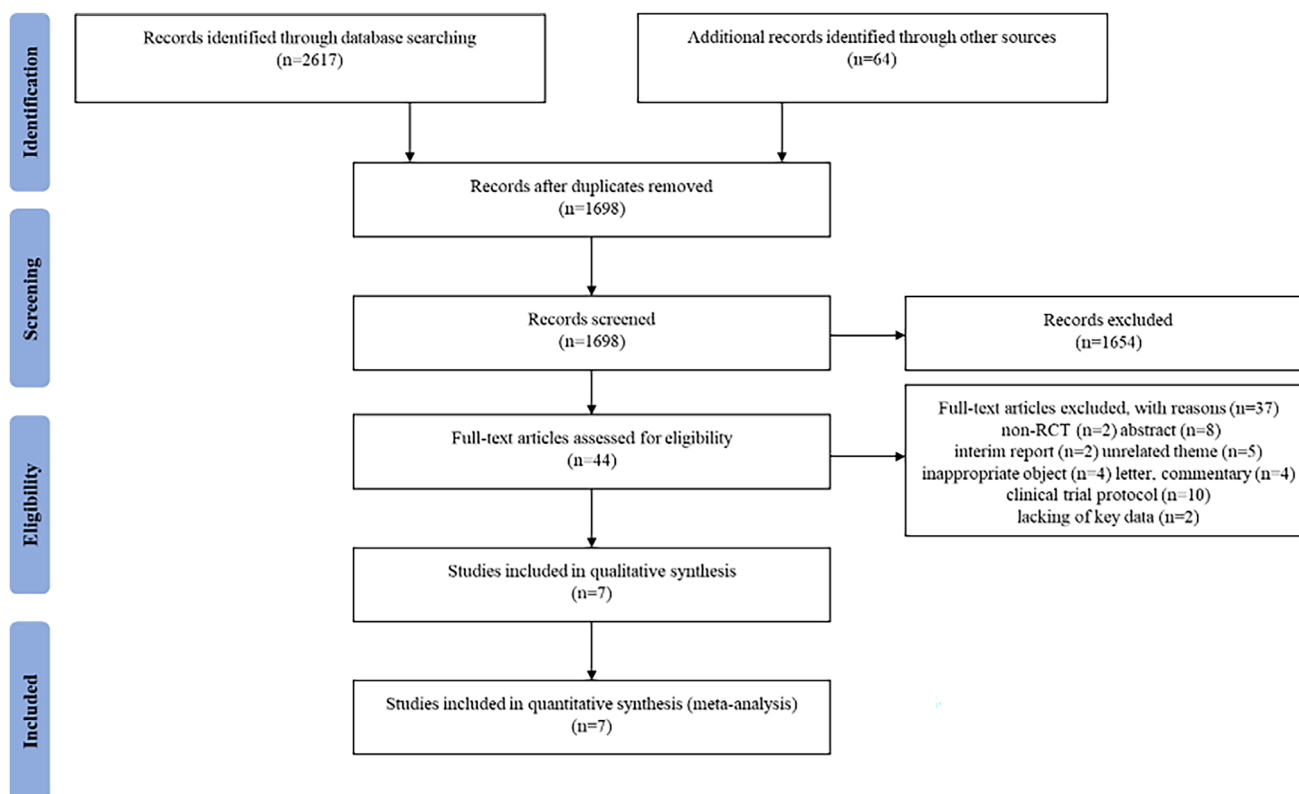 Identification
Records identified through database searching
(n=2617)
Additional records identified through other sources
(n=64)
Records after duplicates removed
(n=1698)
Screening
Records screened
(n=1698)
Records excluded
(n=1654)
Eligibility
Full-text articles assessed for eligibility
(n=44)
Full-text articles excluded, with reasons (n=37)
non-RCT (n=2) abstract (n=8)
interim report (n=2) unrelated theme (n=5)
inappropriate object (n=4) letter, commentary (n=4)
clinical trial protocol (n=10)
lacking of key data (n=2)
Studies included in qualitative synthesis
(n=7)
Included
Studies included in quantitative synthesis (meta-analysis)
(n=7)